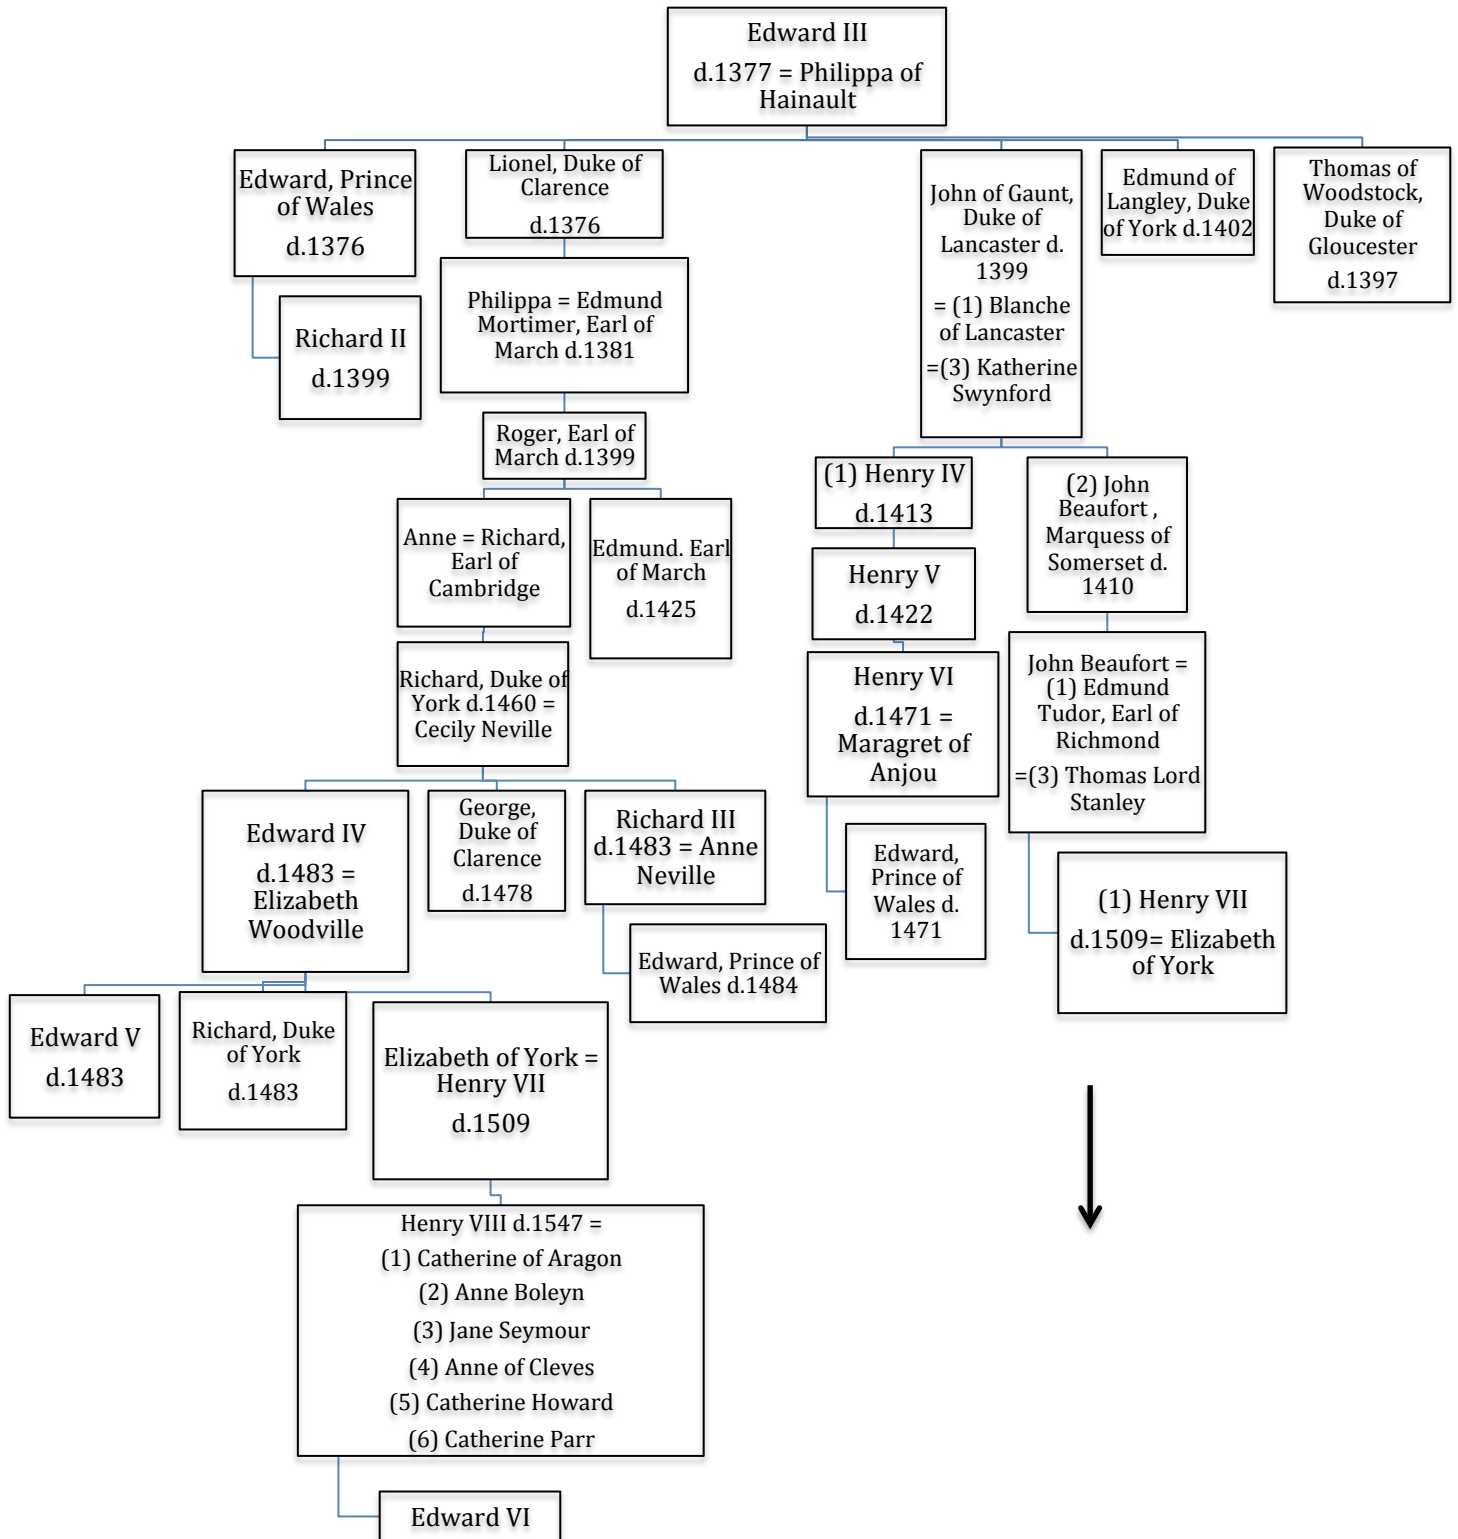 Edward III
d.1377 = Philippa of
Hainault
Edward, Prince
of Wales
d.1376
Lionel, Duke of
Clarence
d.1376
John of Gaunt,
Duke of
Lancaster d.
1399
= (1) Blanche
of Lancaster
=(3) Katherine
Swynford
Edmund of
Langley, Duke
of York d.1402
Thomas of
Woodstock,
Duke of
Gloucester
d.1397
Richard II
d.1399
Philippa = Edmund
Mortimer, Earl of
March d.1381
Roger, Earl of
March d.1399
(1) Henry IV
d.1413
(2) John
Beaufort ,
Marquess of
Somerset d.
1410
Anne = Richard,
Earl of
Cambridge
Edmund. Earl
of March
d.1425
Henry V
d.1422
Richard, Duke of
York d.1460 =
Cecily Neville
Henry VI
d.1471 =
Maragret of
Anjou
John Beaufort =
(1) Edmund
Tudor, Earl of
Richmond
=(3) Thomas Lord
Stanley
Edward IV
d.1483 =
Elizabeth
Woodville
George,
Duke of
Clarence
d.1478
Richard III
d.1483 = Anne
Neville
Edward,
Prince of
Wales d.
1471
(1) Henry VII
d.1509= Elizabeth
of York
Edward, Prince of
Wales d.1484
Edward V
d.1483
Richard, Duke
of York
d.1483
Elizabeth of York =
Henry VII
d.1509
Henry VIII d.1547 =
(1) Catherine of Aragon
(2) Anne Boleyn
(3) Jane Seymour
(4) Anne of Cleves
(5) Catherine Howard
(6) Catherine Parr
Edward VI